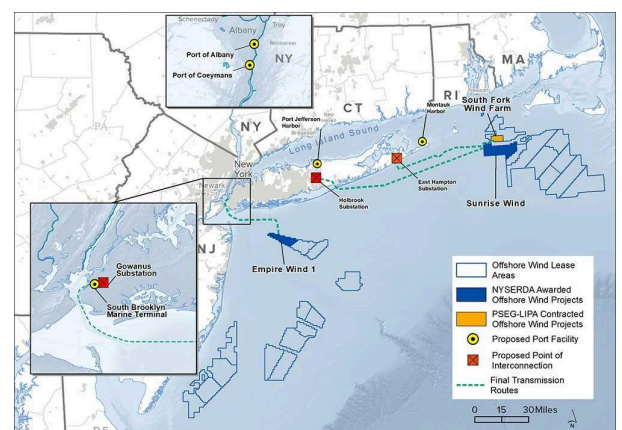 Schenectady
Troy
Albany
Rensselaer
Port of Albany
NY
Port of Coeymans
MA
CT
RI
Port Jefferson
Harbor
Montauk
Harbor
South Fork
Wind Farm
NY
Long Island Sound
PA
New
York
Newark
East Hampton
Substation
Holbrook
Substation
Sunrise Wind
NJ
Gowanus
Substation
South Brooklyn
Marine Terminal
Empire Wind 1
Offshore Wind Lease
Areas
NYSERDA Awarded
Offshore Wind Projects
PSEG-LIPA Contracted
Offshore Wind Projects
Proposed Port Facility
Proposed Point of
Interconnection
Final Transmission
Routes
0 15 30 Miles
N